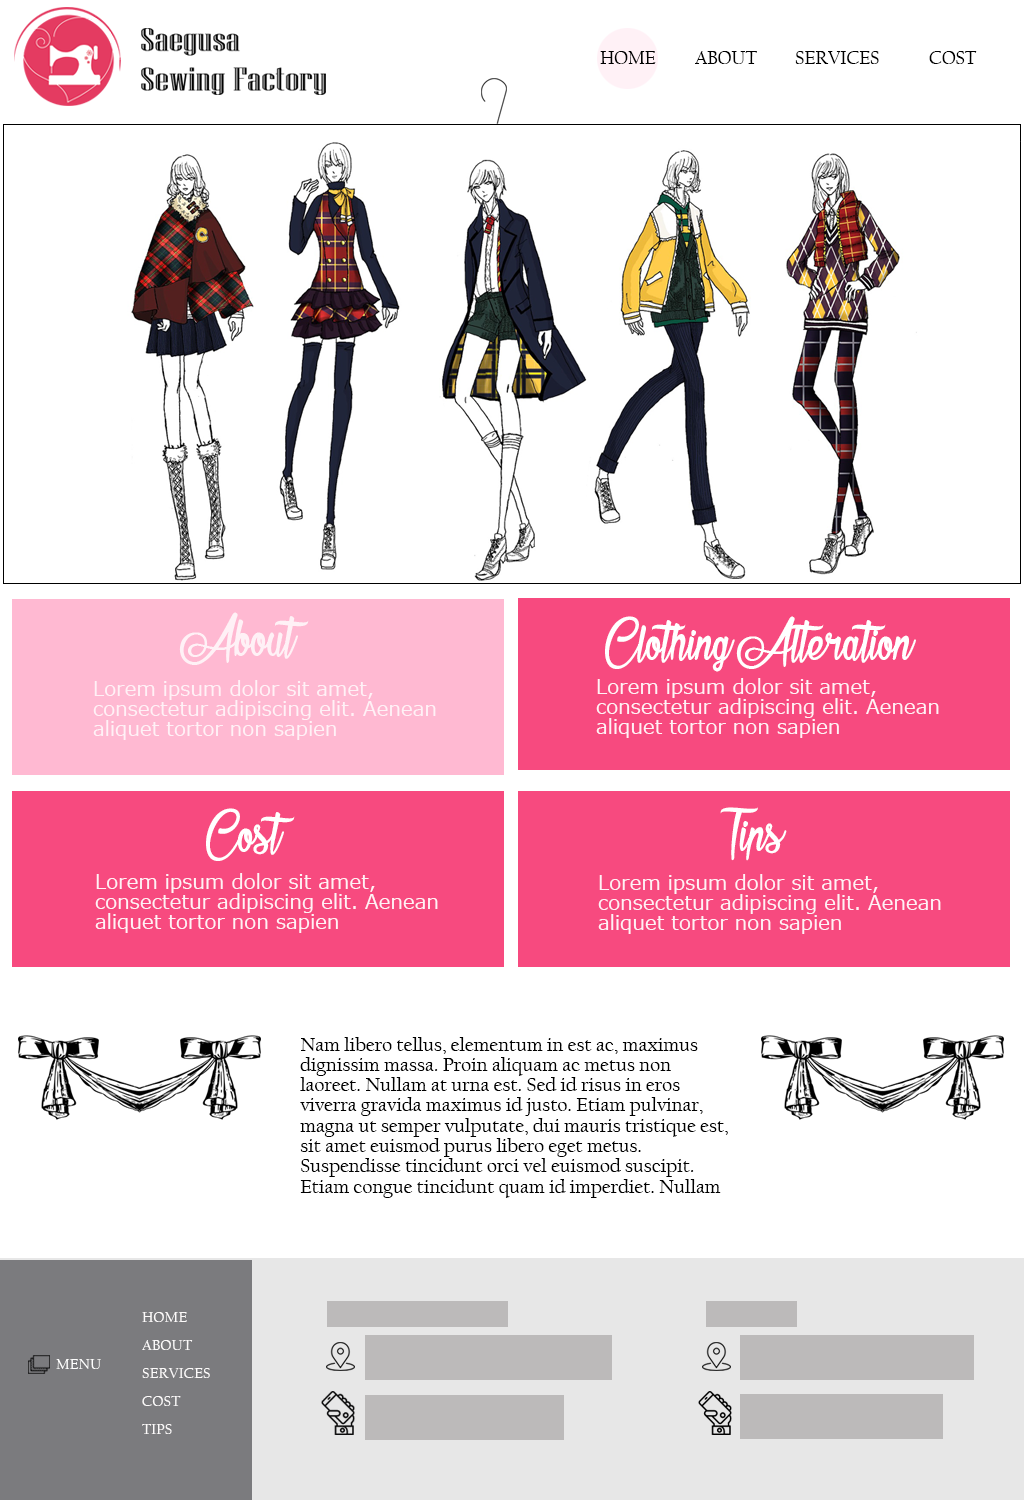 Saegusa
Sewing Factory
HOME ABOUT SERVICES COST
C
About
Lorem ipsum dolor sit amet,
consectetur adipiscing elit. Aenean
aliquet tortor non sapien
Clothing Alteration
Lorem ipsum dolor sit amet,
consectetur adipiscing elit. Aenean
aliquet tortor non sapien
Cost
Lorem ipsum dolor sit amet,
consectetur adipiscing elit. Aenean
aliquet tortor non sapien
Tips
Lorem ipsum dolor sit amet,
consectetur adipiscing elit. Aenean
aliquet tortor non sapien
Nam libero tellus, elementum in est ac, maximus
dignissim massa. Proin aliquam ac metus non
laoreet. Nullam at urna est. Sed id risus in eros
viverra gravida maximus id justo. Etiam pulvinar,
magna ut semper vulputate, dui mauris tristique est,
sit amet euismod purus libero eget metus.
Suspendisse tincidunt orci vel euismod suscipit.
Etiam congue tincidunt quam id imperdiet. Nullam
MENU
HOME
ABOUT
SERVICES
COST
TIPS